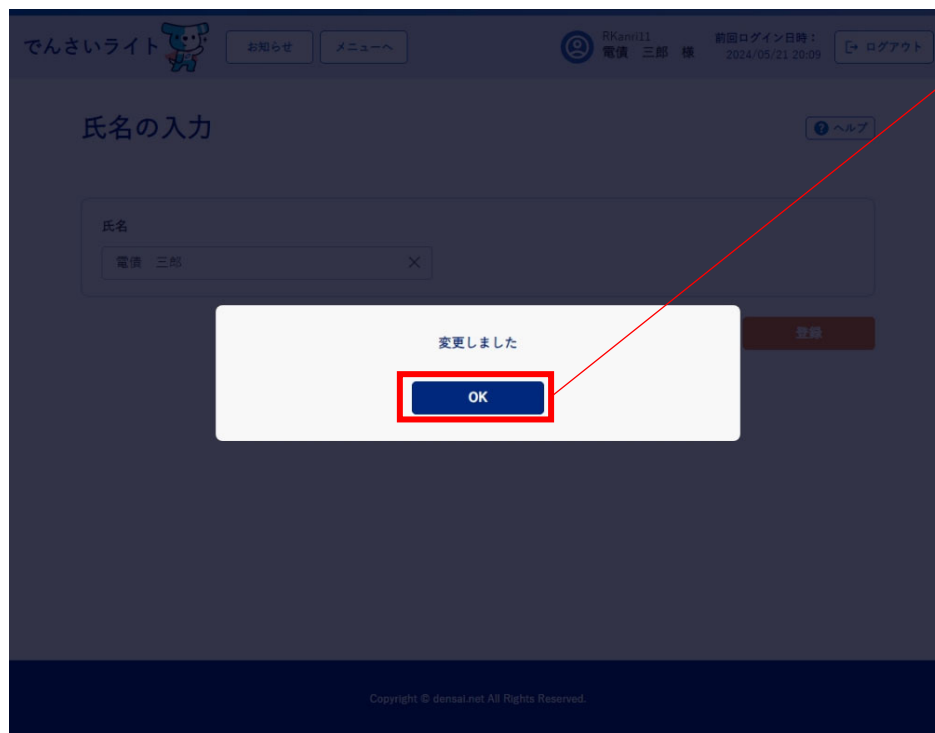 でんさいライト
お知らせ
メニューへ
RKanri11
電債　三郎　様
前回ログイン日時：
2024/05/21 20:09
ログアウト
氏名の入力
ヘルプ
氏名
電債　三郎
登録
変更しました
OK
Copyright © densai.net All Rights Reserved.